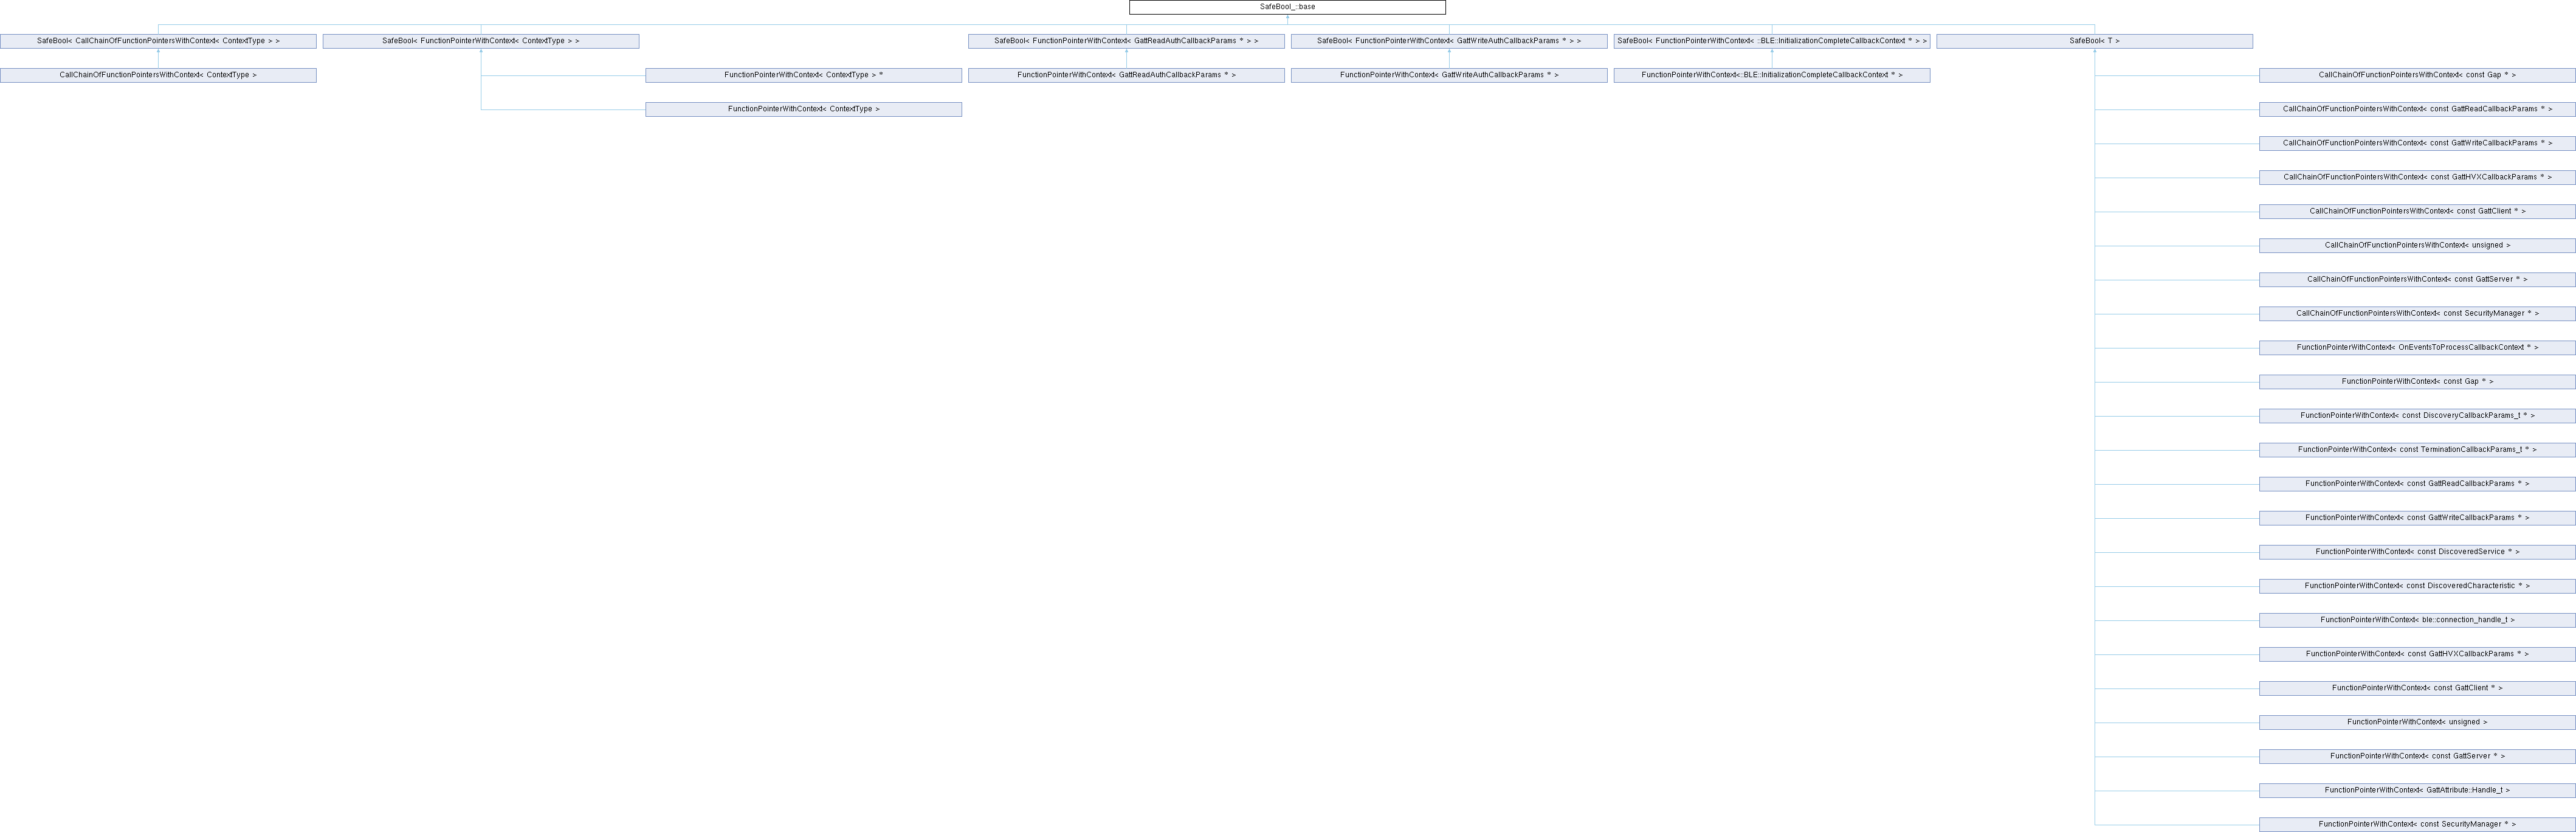 SafeBool_::base
SafeBool< CallChainOfFunctionPointersWithContext< ContextType > >
SafeBool< FunctionPointerWithContext< ContextType > >
SafeBool< FunctionPointerWithContext< GattReadAuthCallbackParams * > >
SafeBool< FunctionPointerWithContext< GattWriteAuthCallbackParams * > >
SafeBool< FunctionPointerWithContext< ::BLE::InitializationCompleteCallbackContext * > >
SafeBool< T >
CallChainOfFunctionPointersWithContext< ContextType >
FunctionPointerWithContext< ContextType > *
FunctionPointerWithContext< GattReadAuthCallbackParams * >
FunctionPointerWithContext< GattWriteAuthCallbackParams * >
FunctionPointerWithContext<::BLE::InitializationCompleteCallbackContext * >
CallChainOfFunctionPointersWithContext< const Gap * >
FunctionPointerWithContext< ContextType >
CallChainOfFunctionPointersWithContext< const GattReadCallbackParams * >
CallChainOfFunctionPointersWithContext< const GattWriteCallbackParams * >
CallChainOfFunctionPointersWithContext< const GattHVXCallbackParams * >
CallChainOfFunctionPointersWithContext< const GattClient * >
CallChainOfFunctionPointersWithContext< unsigned >
CallChainOfFunctionPointersWithContext< const GattServer * >
CallChainOfFunctionPointersWithContext< const SecurityManager * >
FunctionPointerWithContext< OnEventsToProcessCallbackContext * >
FunctionPointerWithContext< const Gap * >
FunctionPointerWithContext< const DiscoveryCallbackParams_t * >
FunctionPointerWithContext< const TerminationCallbackParams_t * >
FunctionPointerWithContext< const GattReadCallbackParams * >
FunctionPointerWithContext< const GattWriteCallbackParams * >
FunctionPointerWithContext< const DiscoveredService * >
FunctionPointerWithContext< const DiscoveredCharacteristic * >
FunctionPointerWithContext< ble::connection_handle_t >
FunctionPointerWithContext< const GattHVXCallbackParams * >
FunctionPointerWithContext< const GattClient * >
FunctionPointerWithContext< unsigned >
FunctionPointerWithContext< const GattServer * >
FunctionPointerWithContext< GattAttribute::Handle_t >
FunctionPointerWithContext< const SecurityManager * >